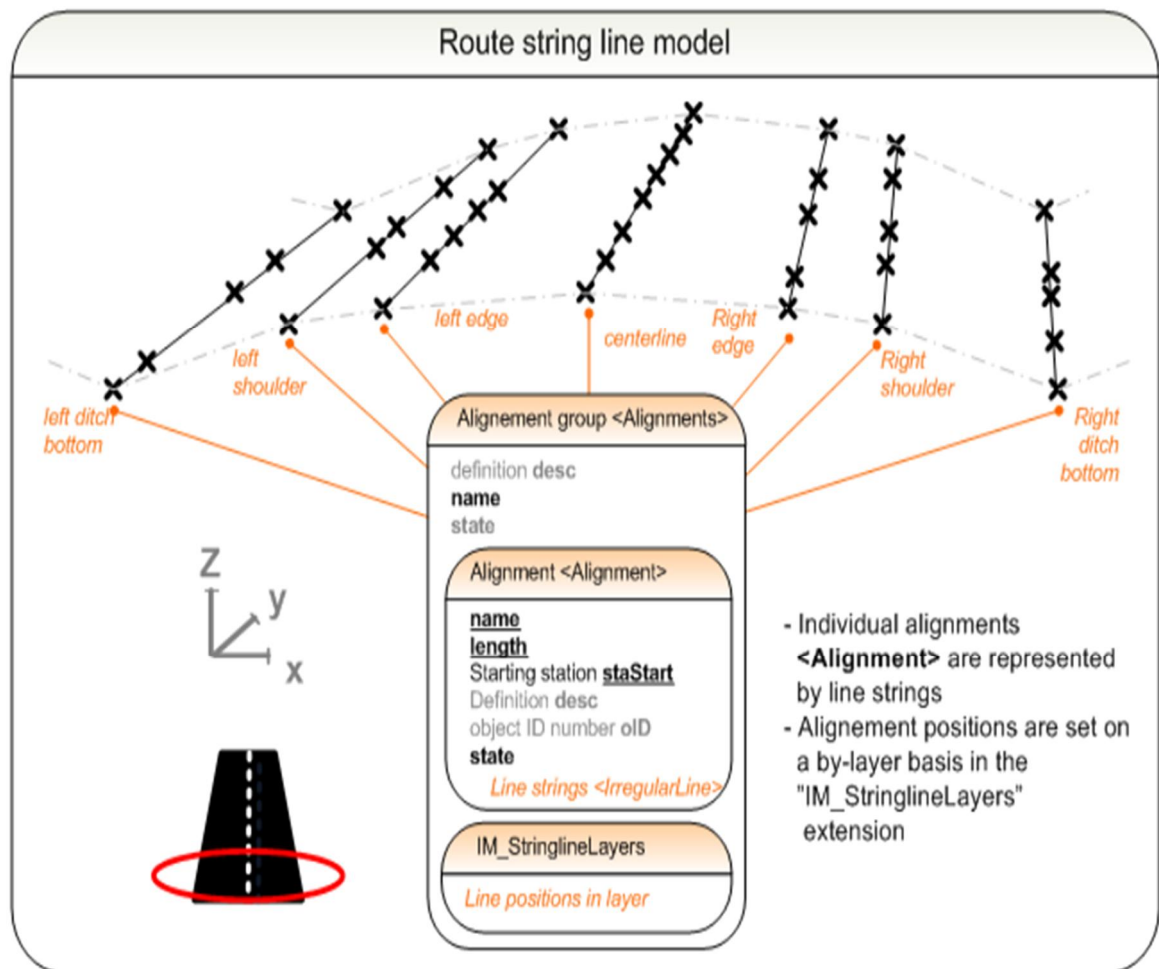 Route string line model
left edge
centerline
Right
edge
left
shoulder
Right
shoulder
left ditch
bottom
Right
ditch
bottom
Alignement group <Alignments>
definition desc
name
state
Alignment <Alignment>
name
length
Starting station staStart
Definition desc
object ID number oID
state
Line strings <IrregularLine>
IM_StringlineLayers
Line positions in layer
Z
y
x
- Individual alignments
<Alignment> are represented
by line strings
- Alignement positions are set on
a by-layer basis in the
"IM_StringlineLayers"
extension